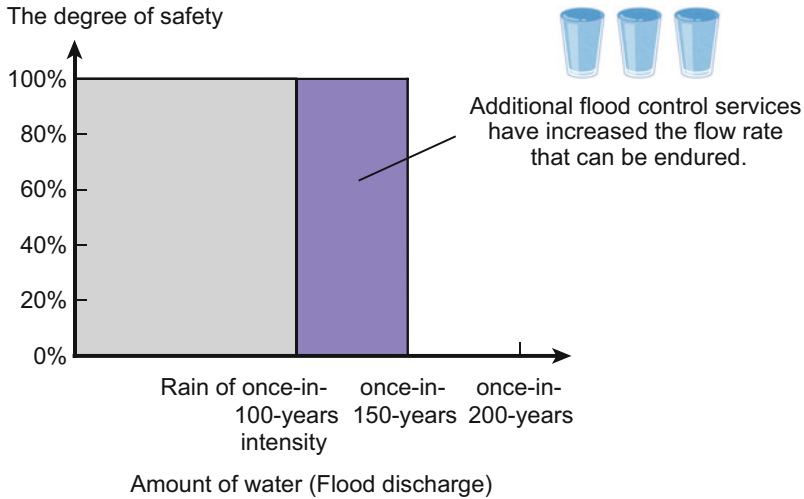 The degree of safety
100%
80%
60%
40%
20%
0%
Additional flood control services
have increased the flow rate
that can be endured.
Rain of once-in-
100-years
intensity
once-in-
150-years
once-in-
200-years
Amount of water (Flood discharge)